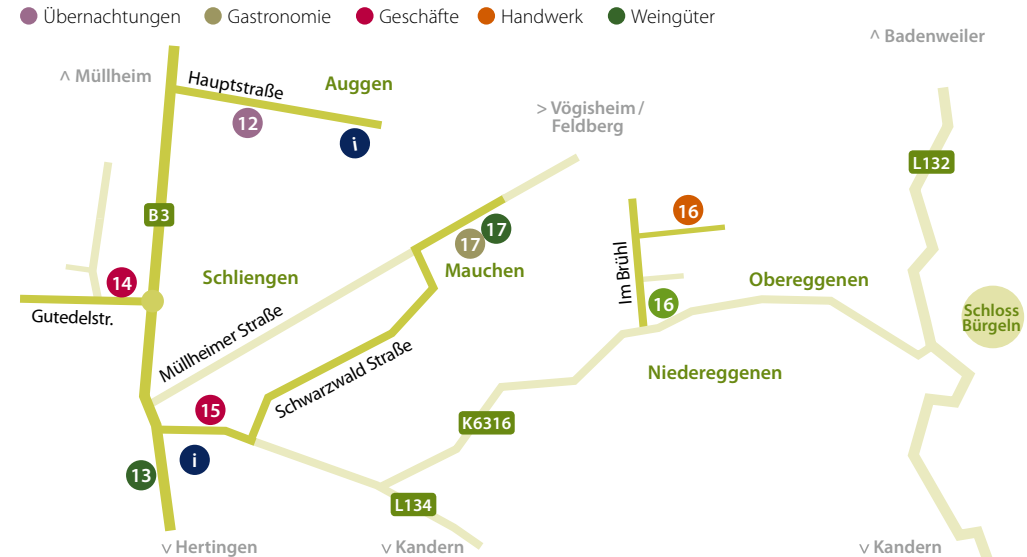 Übernachtungen Gastronomie Geschäfte Handwerk Weingüter
˄ Badenweiler
˄ Müllheim
Hauptstraße
Auggen
12
i
> Vögisheim /
Feldberg
L132
B3
16
17
17
Im Brühl
Schliengen
Mauchen
Obereggenen
14
16
Gutedelstr.
Müllheimer Straße
Schloss
Bürgeln
Schwarzwald Straße
Niedereggenen
15
K6316
i
13
L134
˅ Hertingen
˅ Kandern
˅ Kandern